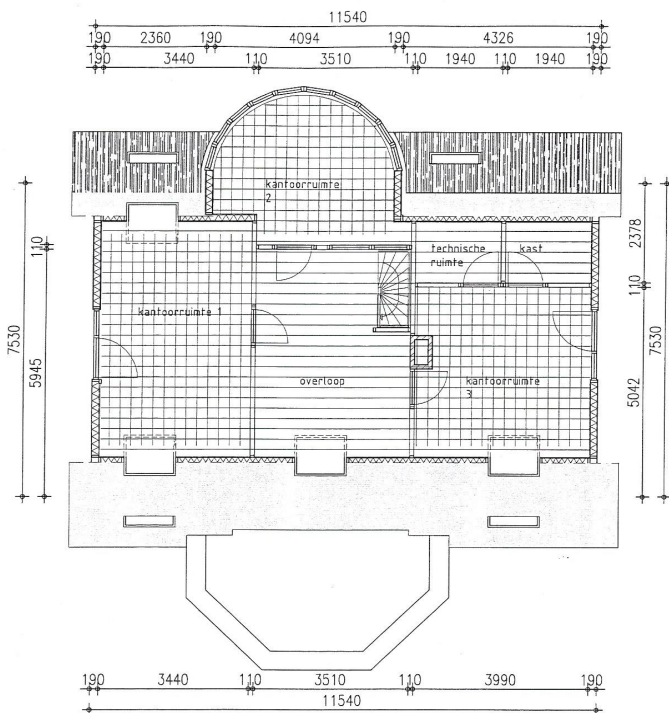 11540
190 2360 190 4094 190 4326 190
190 3440 110 3510 110 1940 110 1940 190
kantoorruimte
2
technische
ruimte
kast
kantoorruimte 1
overloop
kantoorruimte
3
7530
110
5945
2378
110
5042
7530
190 3440 110 3510 110 3990 190
11540